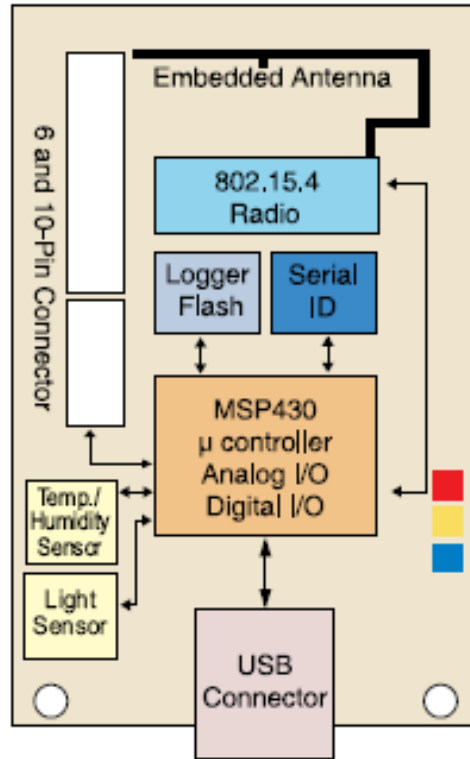 Embedded Antenna
6 and 10-Pin Connector
802.15.4
Radio
Logger
Flash
Serial
ID
MSP430
µ controller
Analog I/O
Digital I/O
Temp./
Humidity
Sensor
Light
Sensor
USB
Connector